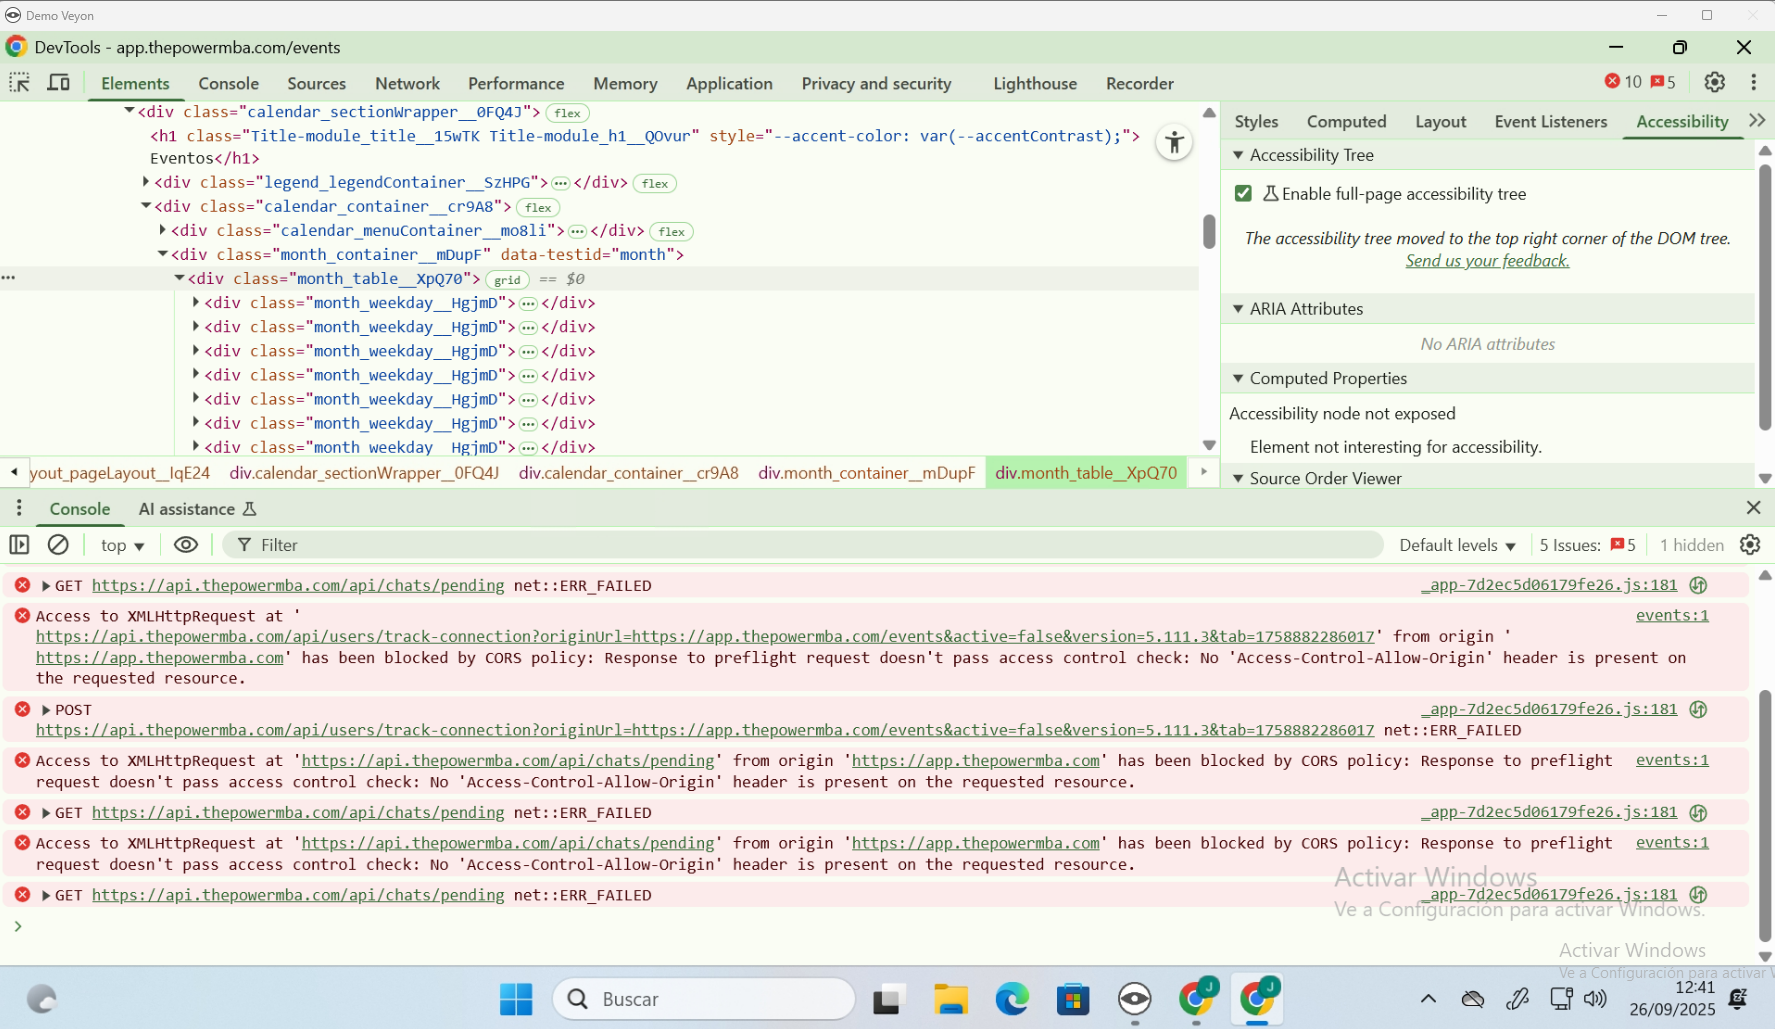 Demo Veyon
DevTools - app.thepowermba.com/events
Elements Console Sources Network Performance Memory Application Privacy and security Lighthouse Recorder 10 5
<div class="calendar_sectionWrapper__0FQ4J"> flex
<h1 class="Title-module_title__15wTK Title-module_h1__QOvur" style="--accent-color: var(--accentContrast);">
Eventos</h1>
<div class="legend_legendContainer__SzHPG">…</div> flex
<div class="calendar_container__cr9A8"> flex
<div class="calendar_menuContainer__mo8li">…</div> flex
<div class="month_container__mDupF" data-testid="month">
… <div class="month_table__XpQ70"> grid == $0
<div class="month_weekday__HgjmD">…</div>
<div class="month_weekday__HgjmD">…</div>
<div class="month_weekday__HgjmD">…</div>
<div class="month_weekday__HgjmD">…</div>
<div class="month_weekday__HgjmD">…</div>
<div class="month_weekday__HgjmD">…</div>
<div class="month_weekday__HgjmD">…</div>
yout_pageLayout__IqE24 div.calendar_sectionWrapper__0FQ4J div.calendar_container__cr9A8 div.month_container__mDupF div.month_table__XpQ70
Styles Computed Layout Event Listeners Accessibility
Accessibility Tree
Enable full-page accessibility tree
The accessibility tree moved to the top right corner of the DOM tree.
Send us your feedback.
ARIA Attributes
No ARIA attributes
Computed Properties
Accessibility node not exposed
Element not interesting for accessibility.
Source Order Viewer
Console AI assistance
top Filter Default levels 5 Issues: 5 1 hidden
GET https://api.thepowermba.com/api/chats/pending net::ERR_FAILED _app-7d2ec5d06179fe26.js:181
Access to XMLHttpRequest at ' events:1
https://api.thepowermba.com/api/users/track-connection?originUrl=https://app.thepowermba.com/events&active=false&version=5.111.3&tab=1758882286017' from origin '
https://app.thepowermba.com' has been blocked by CORS policy: Response to preflight request doesn't pass access control check: No 'Access-Control-Allow-Origin' header is present on
the requested resource.
POST _app-7d2ec5d06179fe26.js:181
https://api.thepowermba.com/api/users/track-connection?originUrl=https://app.thepowermba.com/events&active=false&version=5.111.3&tab=1758882286017 net::ERR_FAILED
Access to XMLHttpRequest at 'https://api.thepowermba.com/api/chats/pending' from origin 'https://app.thepowermba.com' has been blocked by CORS policy: Response to preflight events:1
request doesn't pass access control check: No 'Access-Control-Allow-Origin' header is present on the requested resource.
GET https://api.thepowermba.com/api/chats/pending net::ERR_FAILED _app-7d2ec5d06179fe26.js:181
Access to XMLHttpRequest at 'https://api.thepowermba.com/api/chats/pending' from origin 'https://app.thepowermba.com' has been blocked by CORS policy: Response to preflight events:1
request doesn't pass access control check: No 'Access-Control-Allow-Origin' header is present on the requested resource.
Activar Windows
GET https://api.thepowermba.com/api/chats/pending net::ERR_FAILED _app-7d2ec5d06179fe26.js:181
Ve a Configuración para activar Windows.
Activar Windows
Ve a Configuración para activar
Buscar
J
J
12:41
26/09/2025